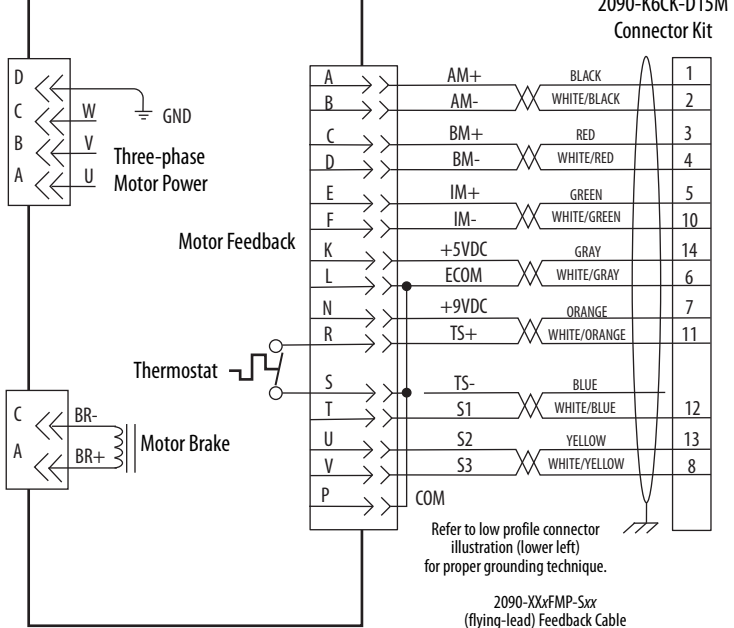 2090-K6CK-D15M
Connector Kit
D
C
W
GND
B
V
A
U
Three-phase
Motor Power
Motor Feedback
Thermostat
C
BR-
A
BR+
Motor Brake
A AM+ BLACK 1
B AM- WHITE/BLACK 2
C BM+ RED 3
D BM- WHITE/RED 4
E IM+ GREEN 5
F IM- WHITE/GREEN 10
K +5VDC GRAY 14
L ECOM WHITE/GRAY 6
N +9VDC ORANGE 7
R TS+ WHITE/ORANGE 11
S TS- BLUE
T S1 WHITE/BLUE 12
U S2 YELLOW 13
V S3 WHITE/YELLOW 8
P COM
Refer to low profile connector
illustration (lower left)
for proper grounding technique.
2090-XXxFMP-Sxx
(flying-lead) Feedback Cable